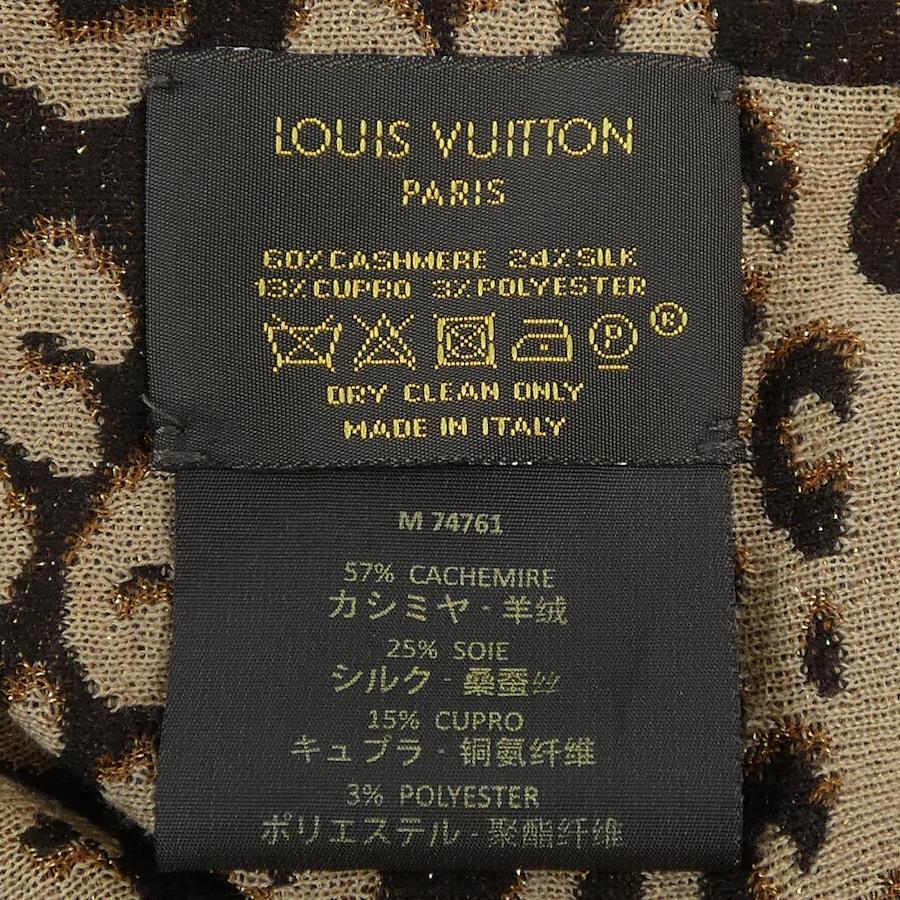 LOUIS VUITTON
PARIS
60% CASHMERE 24% SILK
13% CUPRO 3% POLYESTER
P ®
DRY CLEAN ONLY
MADE IN ITALY
M 74761
57% CACHEMIRE
カシミヤ - 羊绒
25% SOIE
シルク - 桑蚕丝
15% CUPRO
キュプラ - 铜氨纤维
3% POLYESTER
ポリエステル - 聚酯纤维